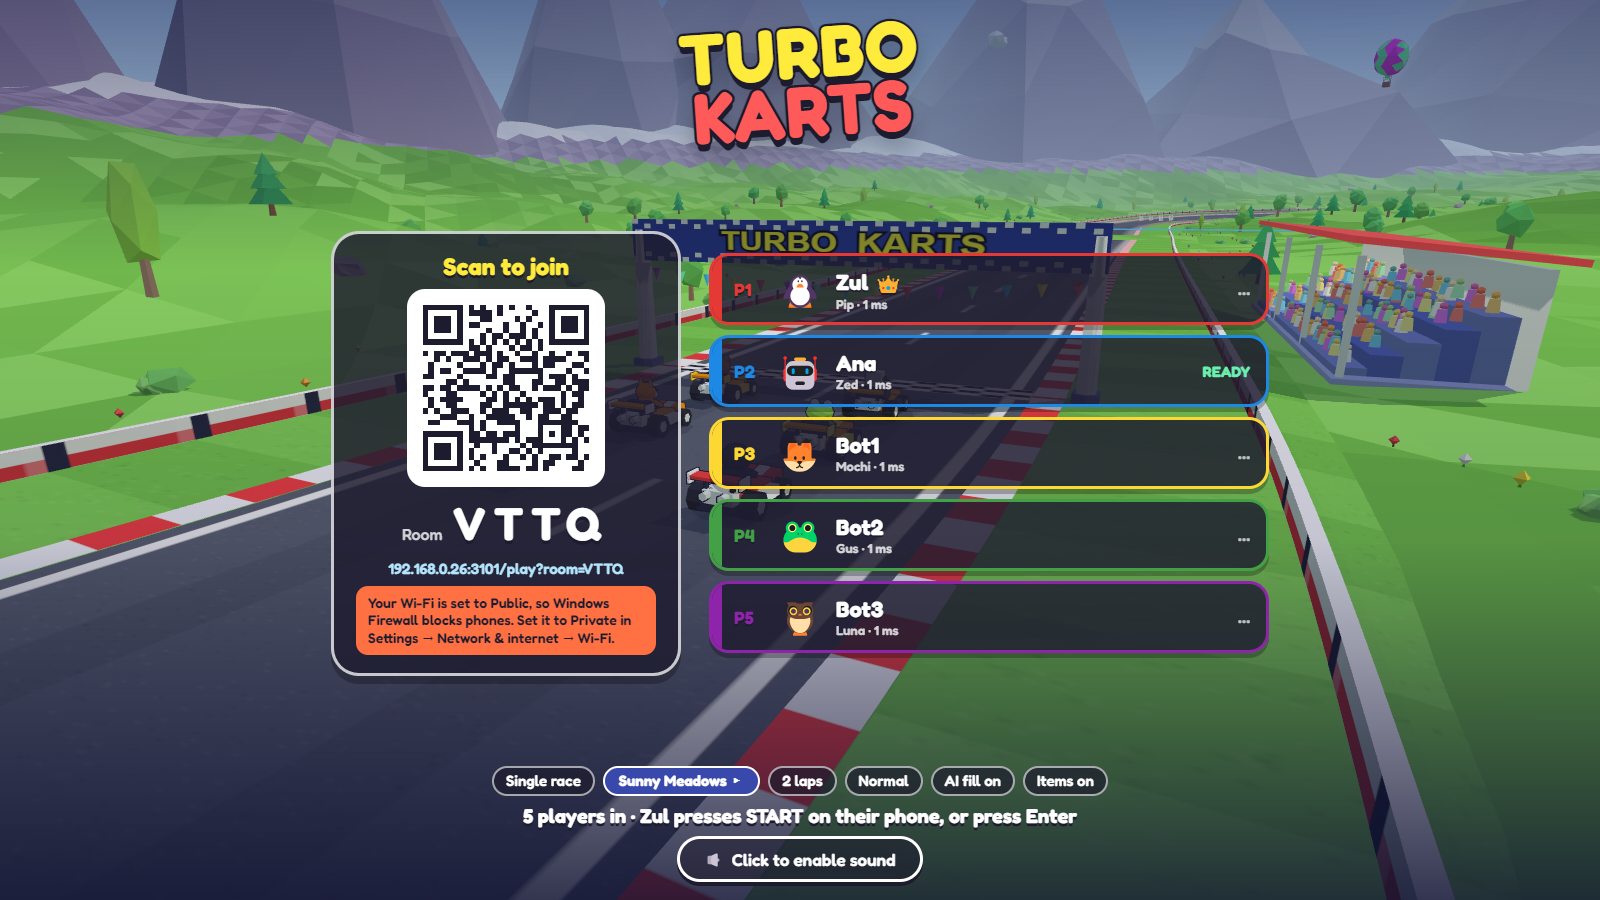 TURBO
KARTS
TURBO KARTS
Scan to join
Room VTTQ
192.168.0.26:3101/play?room=VTTQ
Your Wi-Fi is set to Public, so Windows
Firewall blocks phones. Set it to Private in
Settings → Network & internet → Wi-Fi.
P1
Zul
Pip · 1 ms
...
P2
Ana
Zed · 1 ms
READY
P3
Bot1
Mochi · 1 ms
...
P4
Bot2
Gus · 1 ms
...
P5
Bot3
Luna · 1 ms
...
Single race
Sunny Meadows ▸
2 laps
Normal
AI fill on
Items on
5 players in · Zul presses START on their phone, or press Enter
Click to enable sound